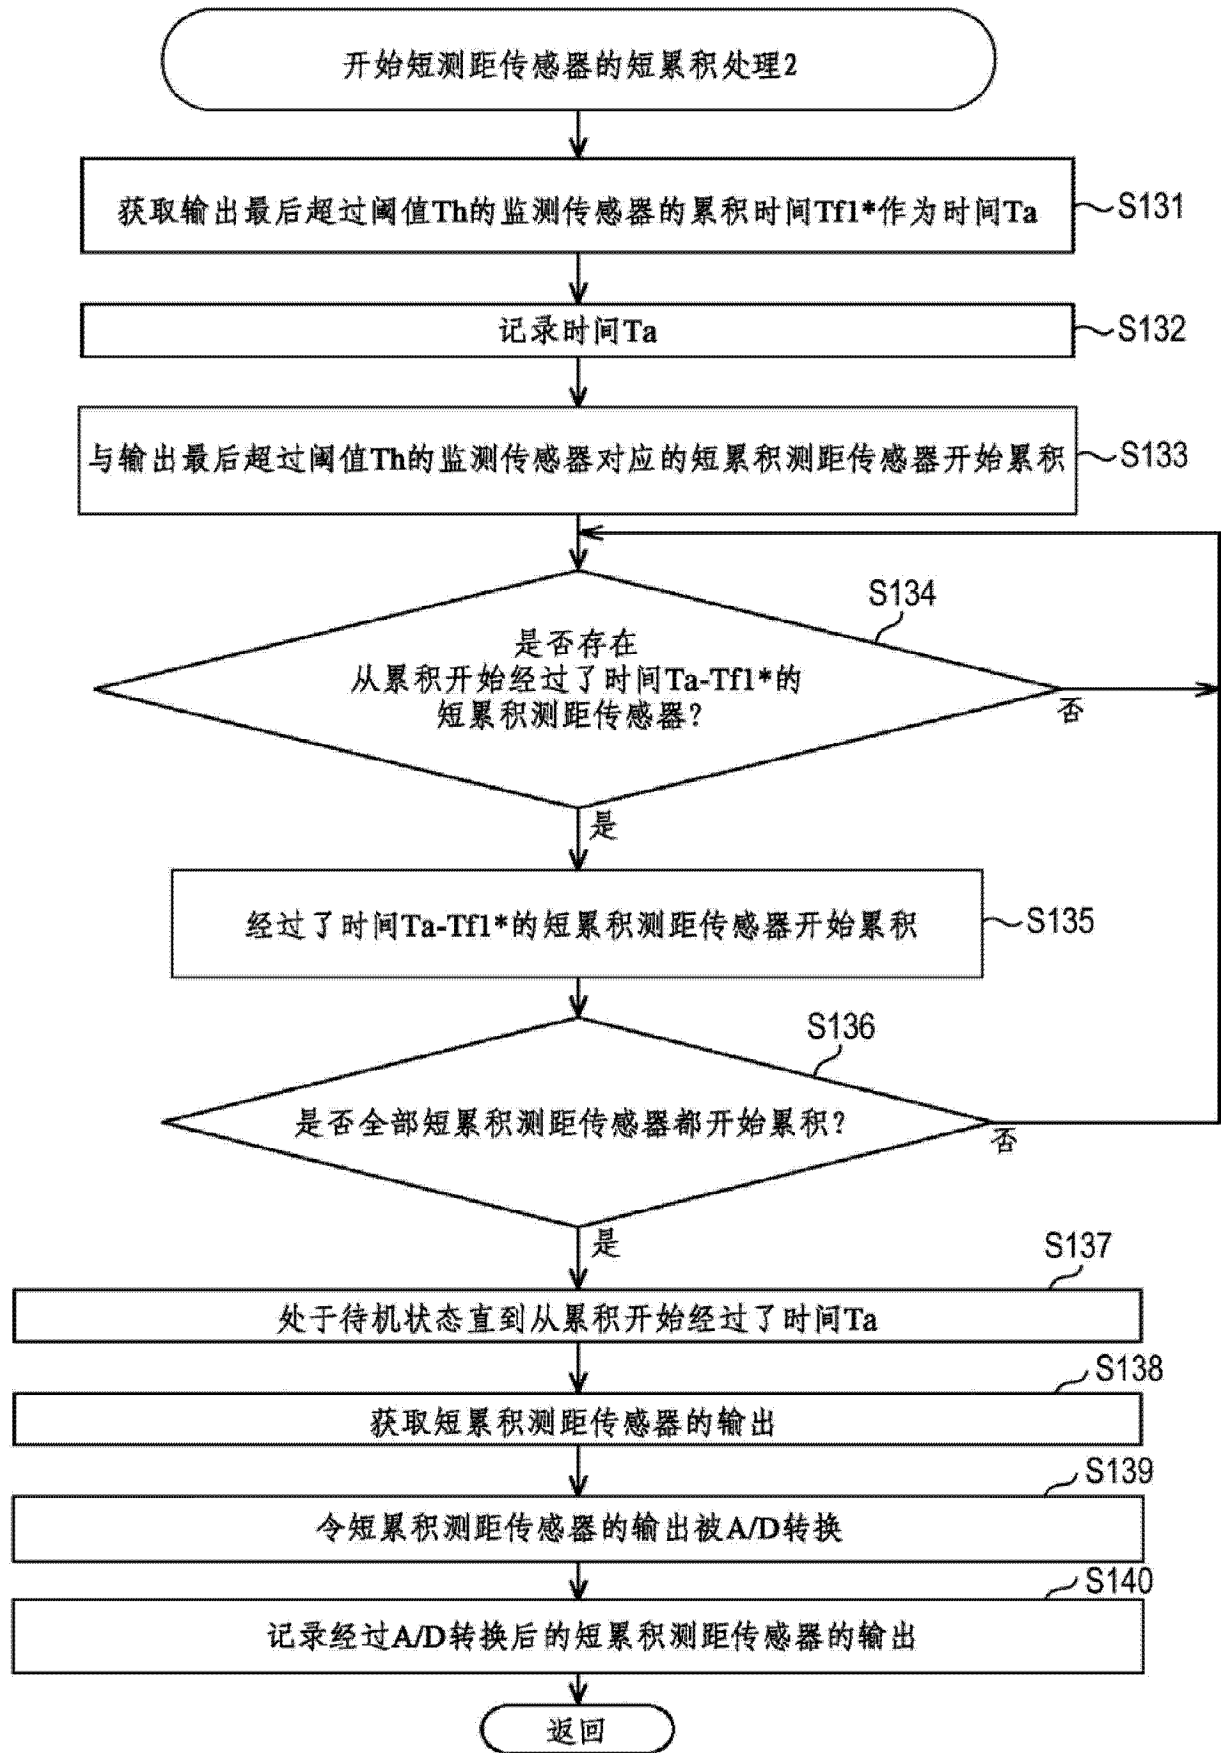 开始短测距传感器的短累积处理2
获取输出最后超过阈值Th的监测传感器的累积时间Tf1*作为时间Ta
S131
记录时间Ta
S132
与输出最后超过阈值Th的监测传感器对应的短累积测距传感器开始累积
S133
S134
是否存在
从累积开始经过了时间Ta-Tf1*的
短累积测距传感器?
否
是
经过了时间Ta-Tf1*的短累积测距传感器开始累积
S135
S136
是否全部短累积测距传感器都开始累积?
否
是
S137
处于待机状态直到从累积开始经过了时间Ta
S138
获取短累积测距传感器的输出
S139
令短累积测距传感器的输出被A/D转换
S140
记录经过A/D转换后的短累积测距传感器的输出
返回